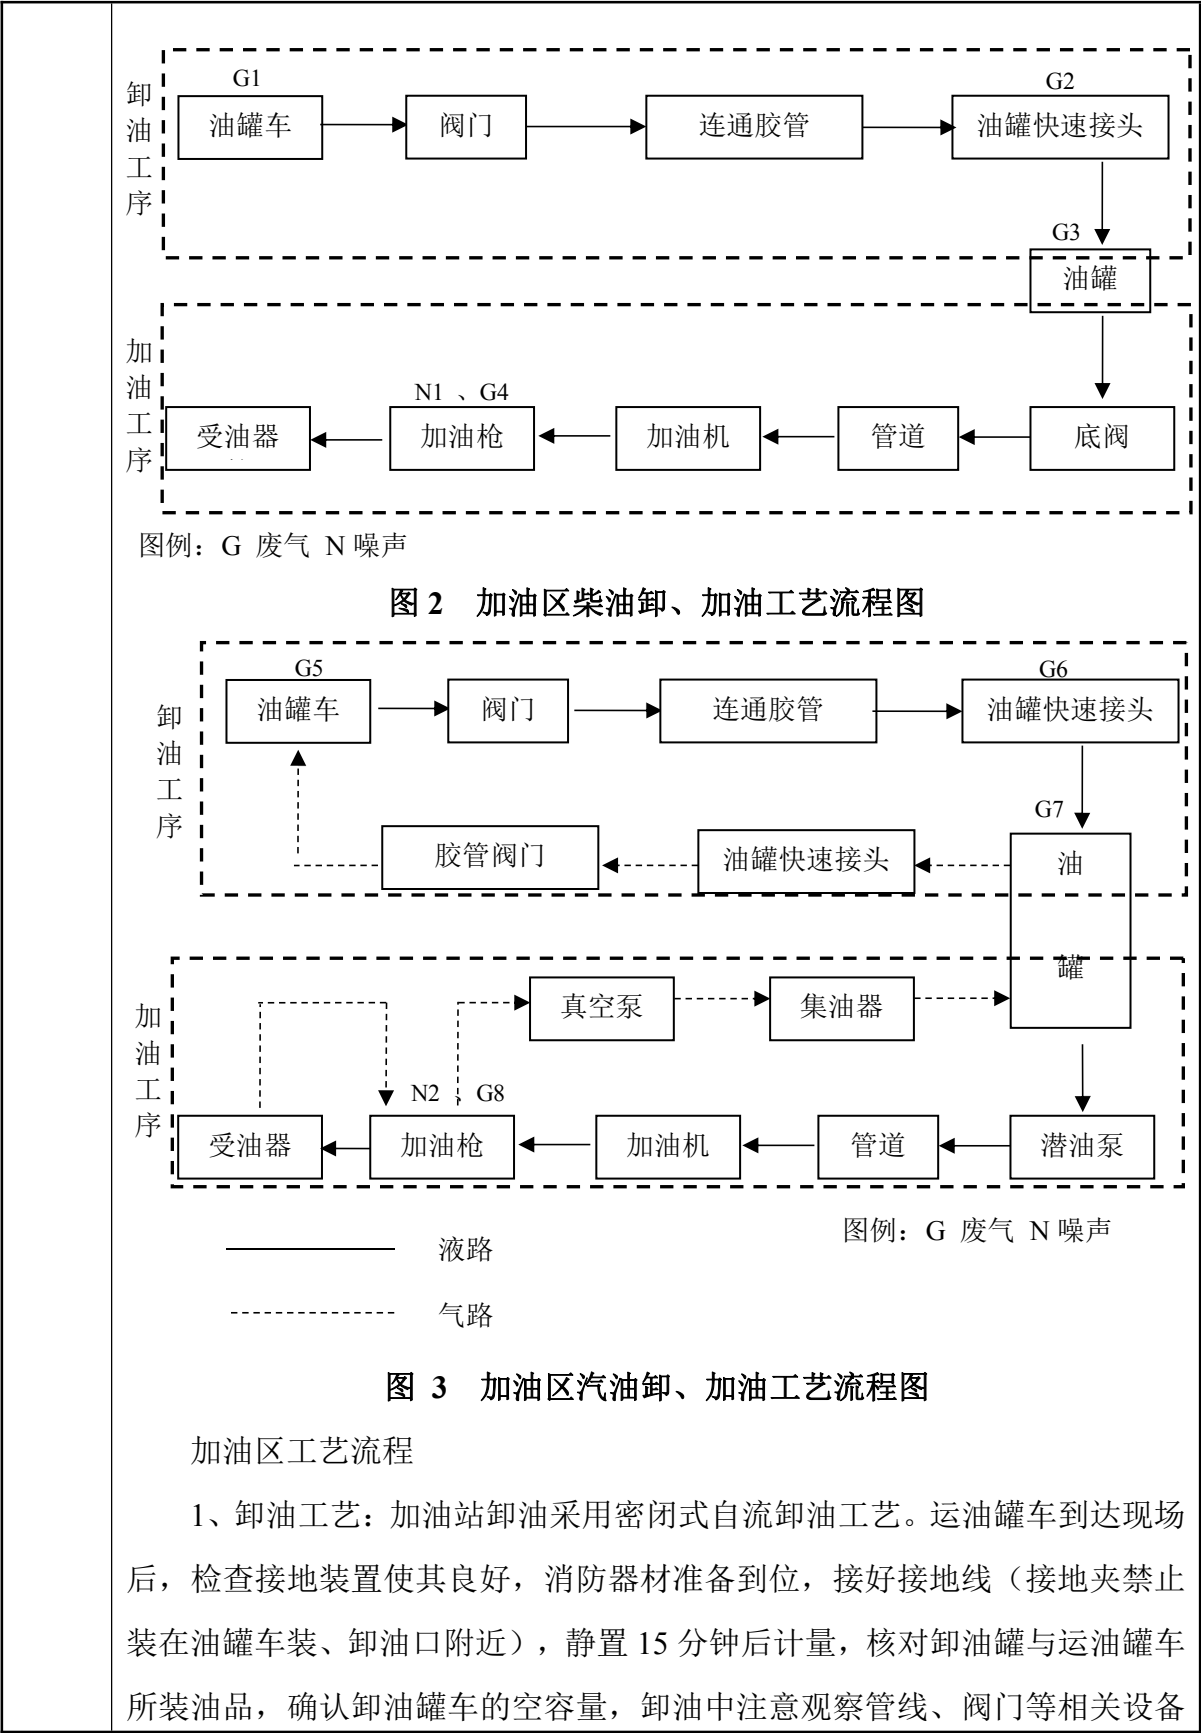 卸油工序
G1
G2
油罐车
阀门
连通胶管
油罐快速接头
G3
油罐
加油工序
N1 、G4
受油器
加油枪
加油机
管道
底阀
图例：G 废气 N 噪声
图 2 加油区柴油卸、加油工艺流程图
卸油工序
G5
G6
油罐车
阀门
连通胶管
油罐快速接头
G7
胶管阀门
油罐快速接头
油
罐
加油工序
真空泵
集油器
N2 、G8
受油器
加油枪
加油机
管道
潜油泵
图例：G 废气 N 噪声
液路
气路
图 3 加油区汽油卸、加油工艺流程图
加油区工艺流程
1、卸油工艺：加油站卸油采用密闭式自流卸油工艺。运油罐车到达现场
后，检查接地装置使其良好，消防器材准备到位，接好接地线（接地夹禁止
装在油罐车装、卸油口附近），静置 15 分钟后计量，核对卸油罐与运油罐车
所装油品，确认卸油罐车的空容量，卸油中注意观察管线、阀门等相关设备